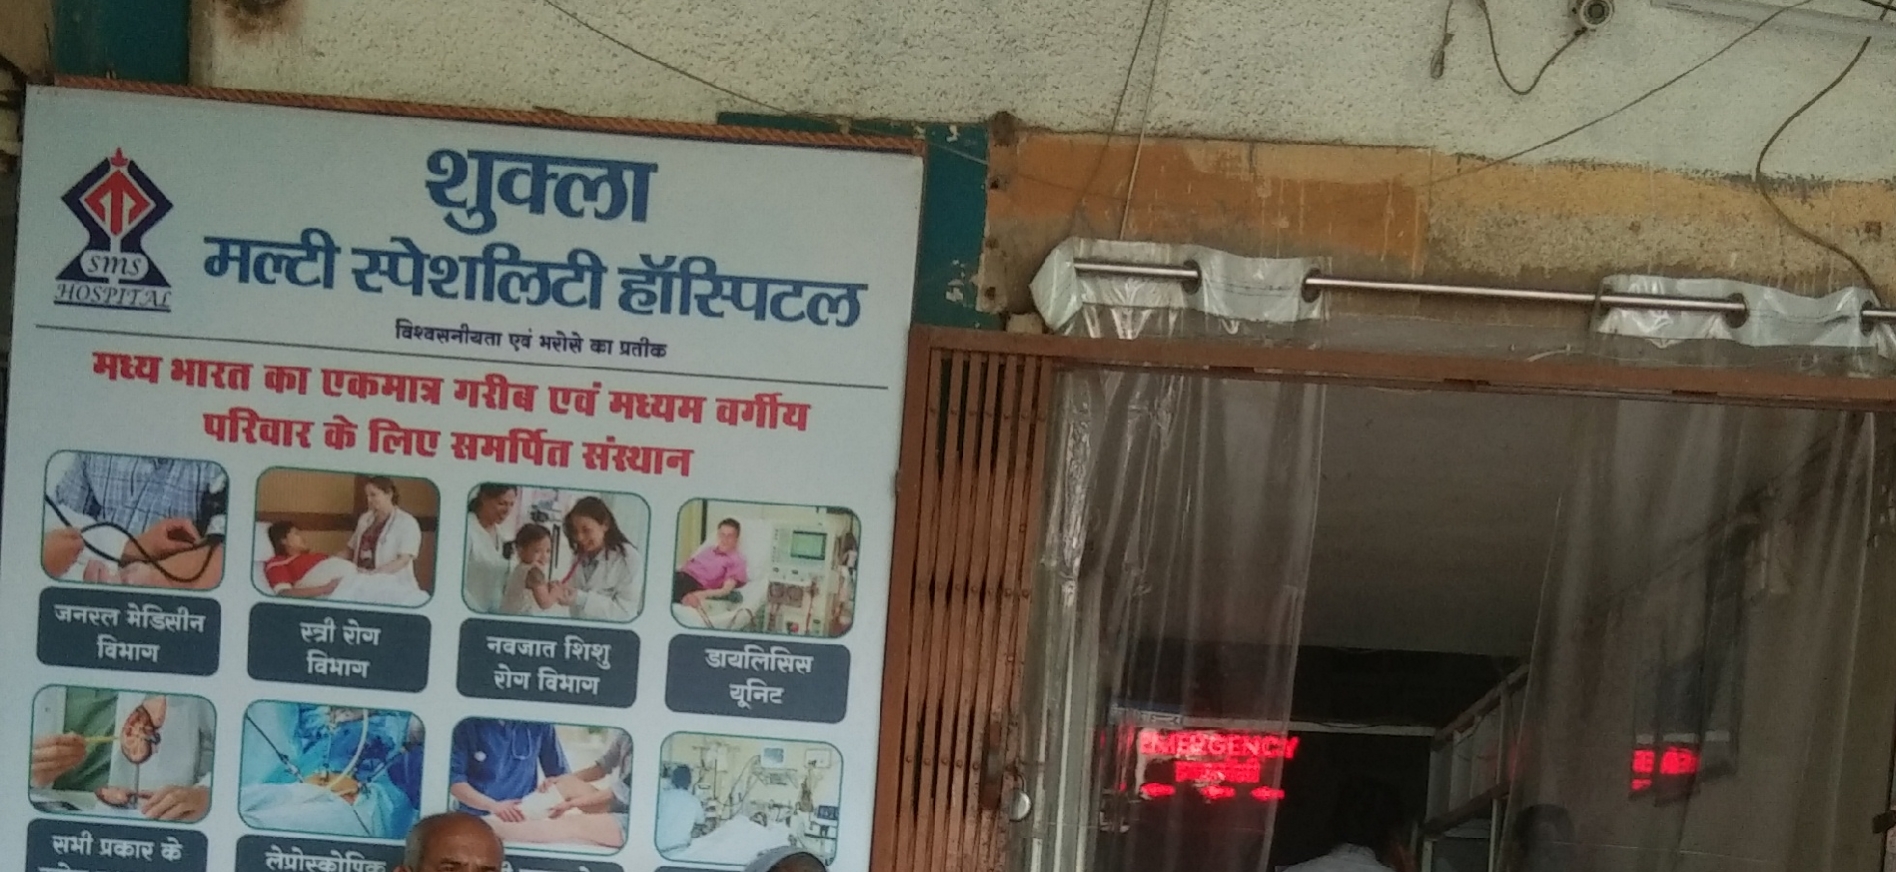 शुक्ला
मल्टी स्पेशलिटी हॉस्पिटल
sms
HOSPITAL
विश्वसनीयता एवं भरोसे का प्रतीक
मध्य भारत का एकमात्र गरीब एवं मध्यम वर्गीय
परिवार के लिए समर्पित संस्थान
जनरल मेडिसीन
विभाग
स्त्री रोग
विभाग
नवजात शिशु
रोग विभाग
डायलिसिस
यूनिट
सभी प्रकार के
लेप्रोस्कोपिक
EMERGENCY